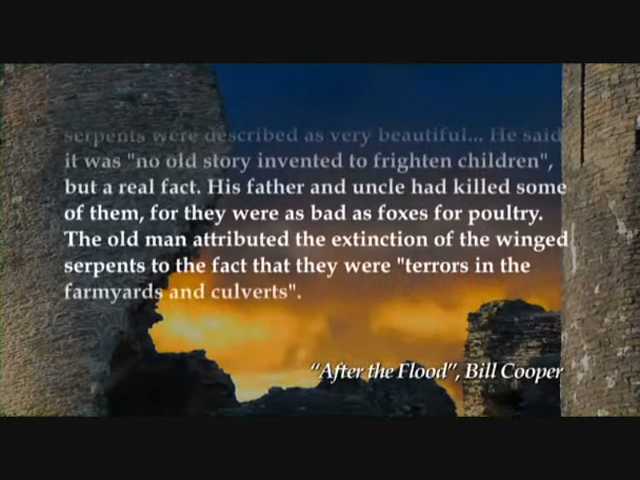 serpents were described as very beautiful... He said
it was "no old story invented to frighten children",
but a real fact. His father and uncle had killed some
of them, for they were as bad as foxes for poultry.
The old man attributed the extinction of the winged
serpents to the fact that they were "terrors in the
farmyards and culverts".
“After the Flood”, Bill Cooper